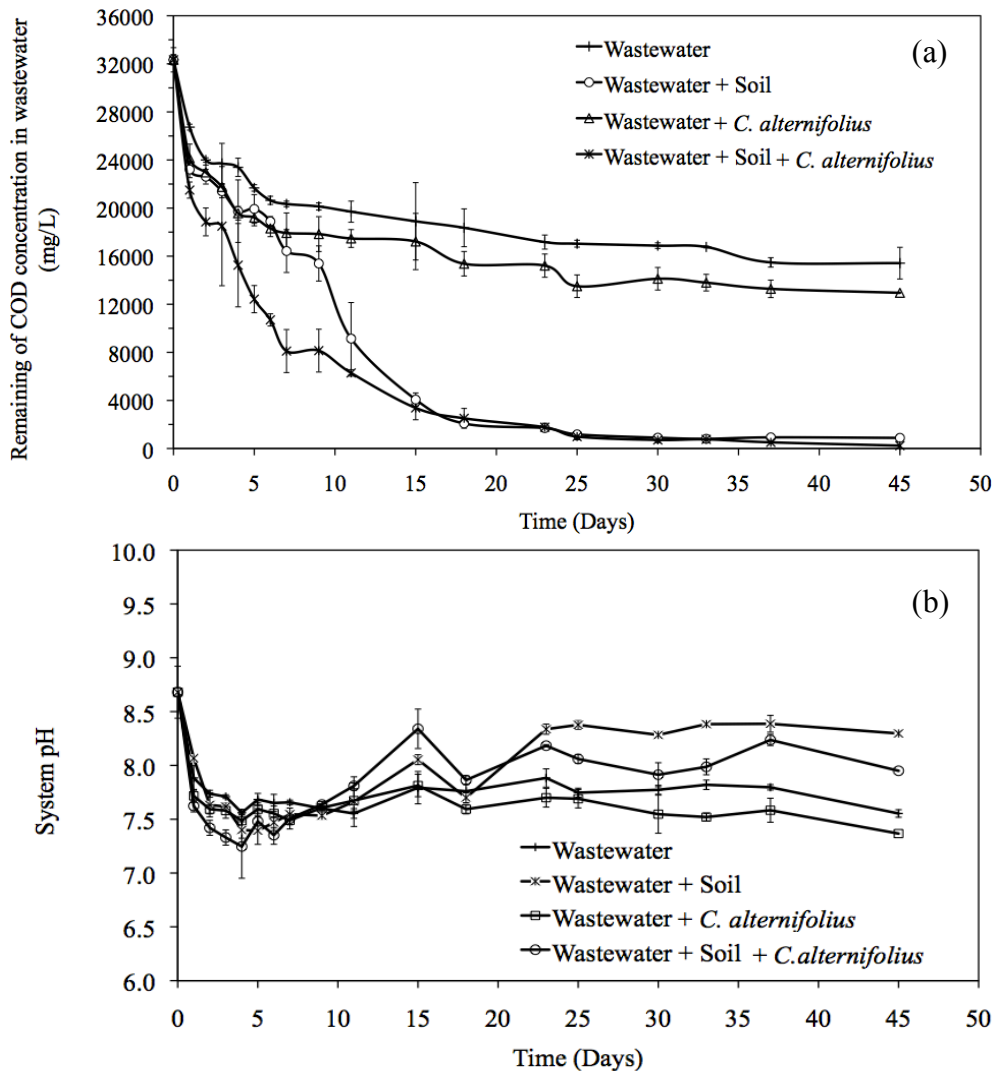 36000
32000
28000
24000
20000
16000
12000
8000
4000
0
Remaining of COD concentration in wastewater
(mg/L)
(a)
Wastewater
Wastewater + Soil
Wastewater + C. alternifolius
Wastewater + Soil + C. alternifolius
0 5 10 15 20 25 30 35 40 45 50
Time (Days)
10.0
9.5
9.0
8.5
8.0
7.5
7.0
6.5
6.0
System pH
(b)
Wastewater
Wastewater + Soil
Wastewater + C. alternifolius
Wastewater + Soil + C.alternifolius
0 5 10 15 20 25 30 35 40 45 50
Time (Days)